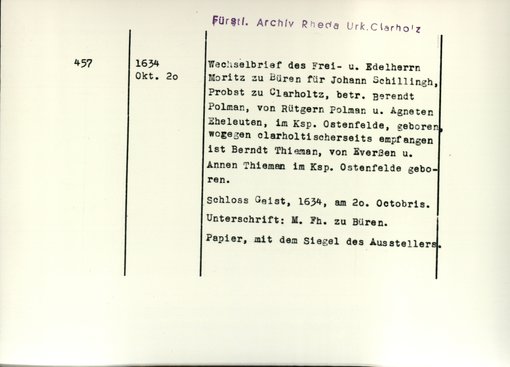 Fürstl. Archiv Rheda Urk. Clarholz
457
1634
Okt. 2o
Wechselbrief des Frei- u. Edelherrn
Moritz zu Büren für Johann Schillingh,
Probst zu Clarholtz, betr. Berendt
Polman, von Rütgern Polman u. Agneten
Eheleuten, im Ksp. Ostenfelde, geboren,
wogegen clarholtischerseits empfangen
ist Berndt Thieman, von Everßen u.
Annen Thieman im Ksp. Ostenfelde gebo-
ren.
Schloss Geist, 1634, am 2o. Octobris.
Unterschrift: M. Fh. zu Büren.
Papier, mit dem Siegel des Ausstellers.